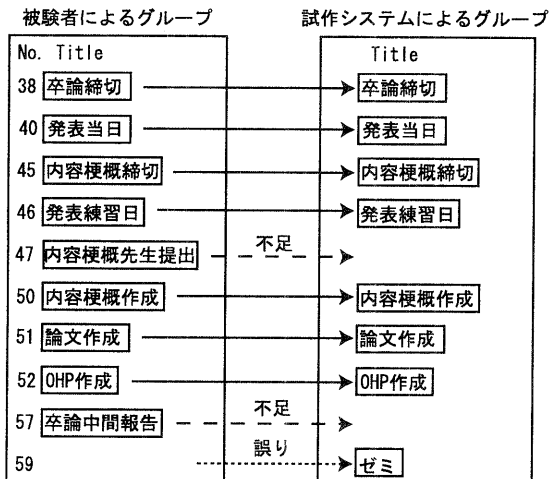 被験者によるグループ 試作システムによるグループ
No. Title Title
38 卒論締切 卒論締切
40 発表当日 発表当日
45 内容梗概締切 内容梗概締切
46 発表練習日 発表練習日
47 内容梗概先生提出 不足
50 内容梗概作成 内容梗概作成
51 論文作成 論文作成
52 OHP作成 OHP作成
57 卒論中間報告 不足
59 誤り ゼミ